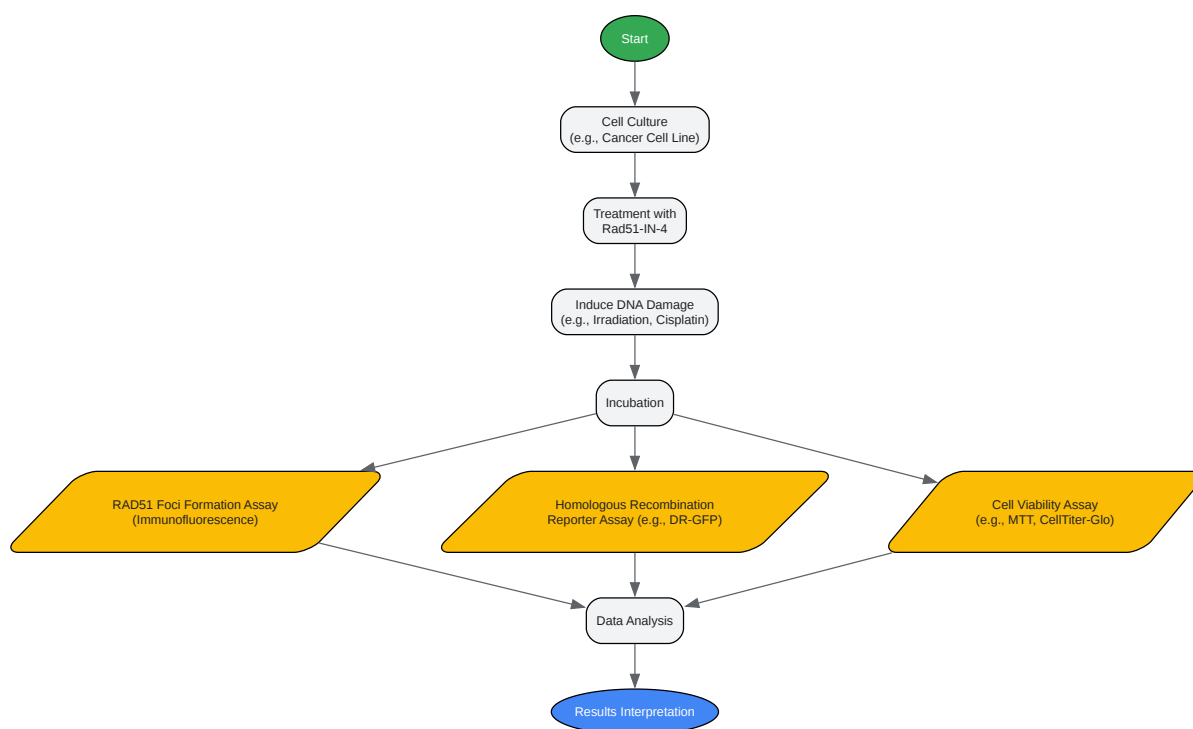 Start
Cell Culture
(e.g., Cancer Cell Line)
Treatment with
Rad51-IN-4
Induce DNA Damage
(e.g., Irradiation, Cisplatin)
Incubation
RAD51 Foci Formation Assay
(Immunofluorescence)
Homologous Recombination
Reporter Assay (e.g., DR-GFP)
Cell Viability Assay
(e.g., MTT, CellTiter-Glo)
Data Analysis
Results Interpretation